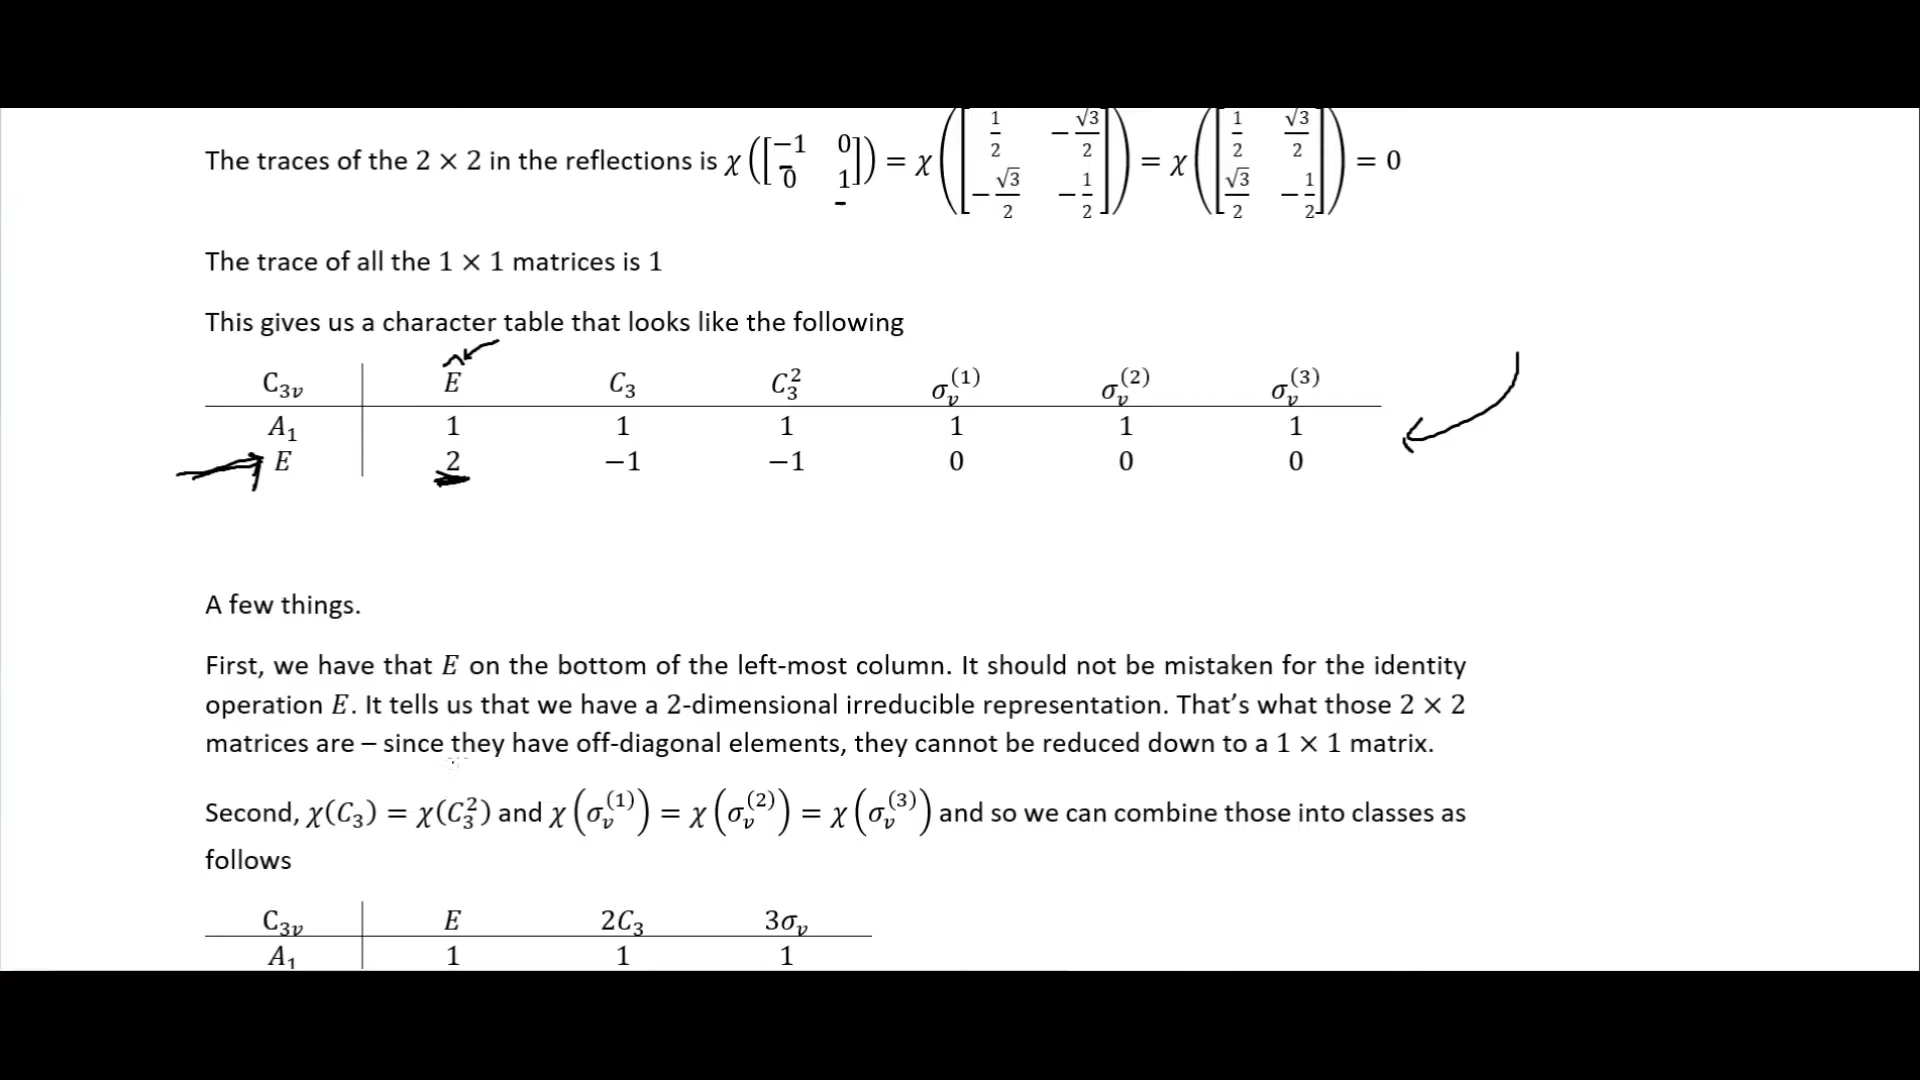 The traces of the 2 × 2 in the reflections is χ([−1 0; 0 1]) = χ([1/2 −√3/2; −√3/2 −1/2]) = χ([1/2 √3/2; √3/2 −1/2]) = 0
The trace of all the 1 × 1 matrices is 1
This gives us a character table that looks like the following
C₃ᵥ E C₃ C₃² σᵥ⁽¹⁾ σᵥ⁽²⁾ σᵥ⁽³⁾
A₁ 1 1 1 1 1 1
E 2 −1 −1 0 0 0
A few things.
First, we have that E on the bottom of the left-most column. It should not be mistaken for the identity
operation E. It tells us that we have a 2-dimensional irreducible representation. That’s what those 2 × 2
matrices are – since they have off-diagonal elements, they cannot be reduced down to a 1 × 1 matrix.
Second, χ(C₃) = χ(C₃²) and χ(σᵥ⁽¹⁾) = χ(σᵥ⁽²⁾) = χ(σᵥ⁽³⁾) and so we can combine those into classes as
follows
C₃ᵥ E 2C₃ 3σᵥ
A₁ 1 1 1